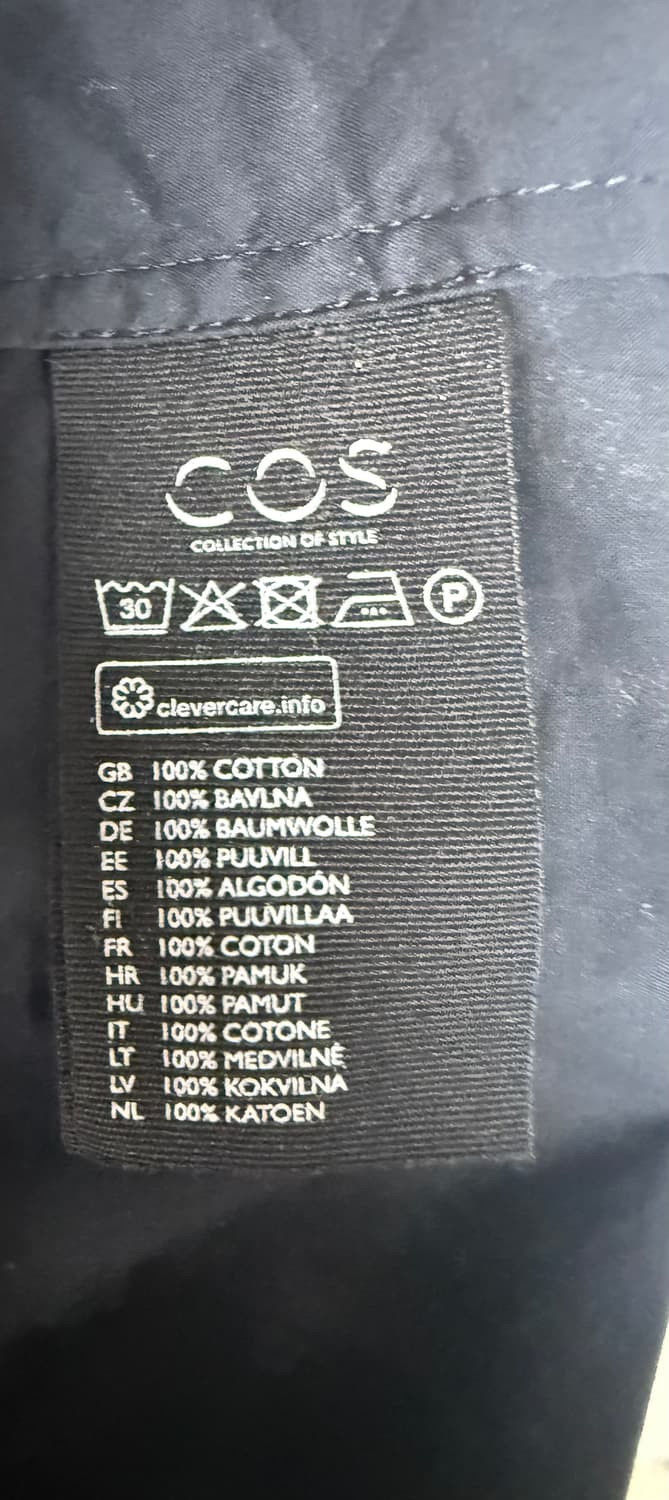 COS
COLLECTION OF STYLE
30 P
clevercare.info
GB 100% COTTON
CZ 100% BAVLNA
DE 100% BAUMWOLLE
EE 100% PUUVILL
ES 100% ALGODÓN
FI 100% PUUVILLAA
FR 100% COTON
HR 100% PAMUK
HU 100% PAMUT
IT 100% COTONE
LT 100% MEDVILNĖ
LV 100% KOKVILNA
NL 100% KATOEN